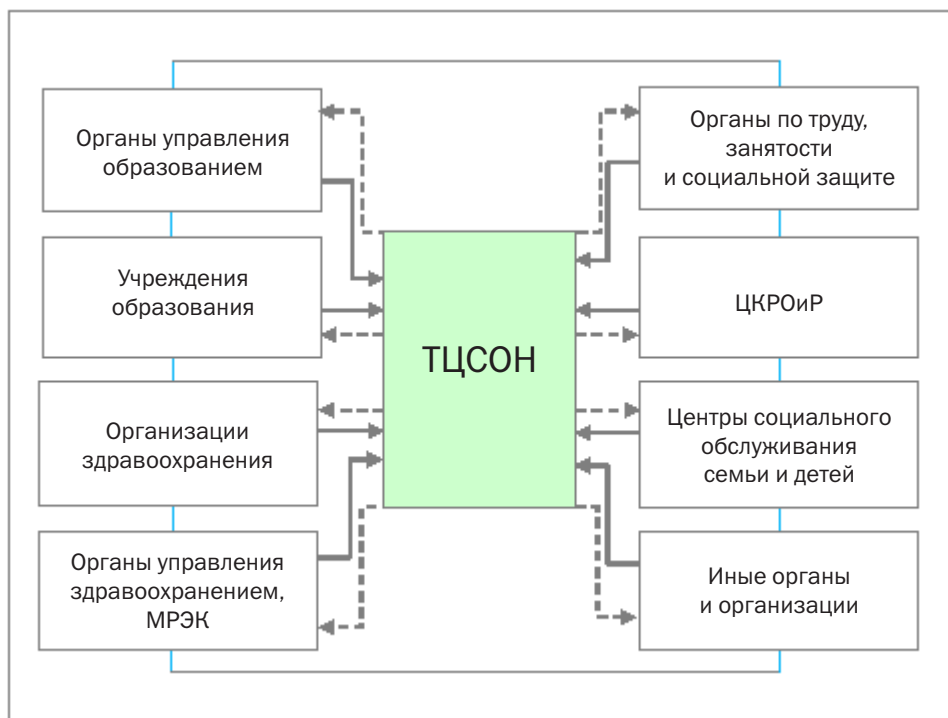 Органы управления
образованием
Учреждения
образования
Организации
здравоохранения
Органы управления
здравоохранением,
МРЭК
ТЦСОН
Органы по труду,
занятости
и социальной защите
ЦКРОиР
Центры социального
обслуживания
семьи и детей
Иные органы
и организации